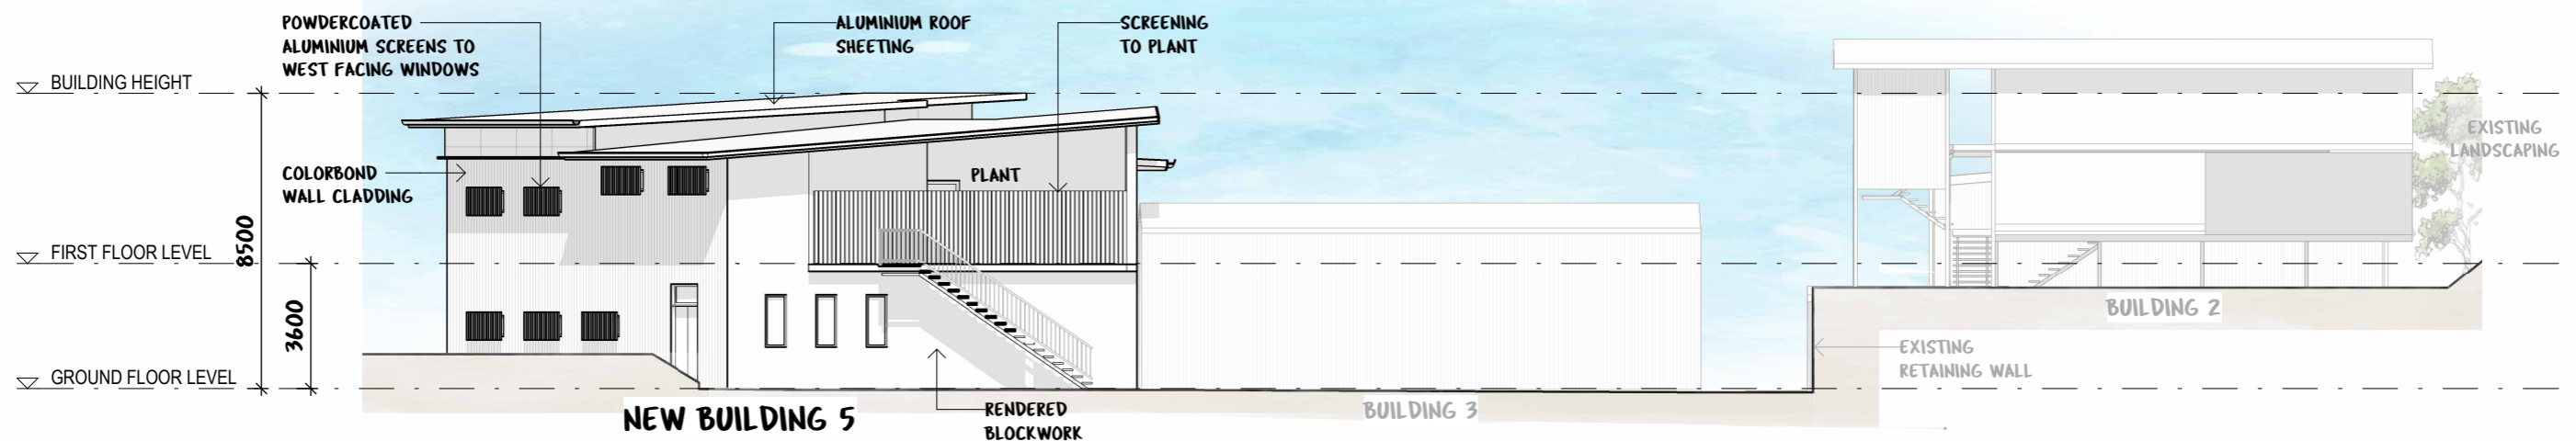 POWDERCOATED
ALUMINIUM SCREENS TO
WEST FACING WINDOWS
ALUMINIUM ROOF
SHEETING
SCREENING
TO PLANT
BUILDING HEIGHT
EXISTING
LANDSCAPING
COLORBOND
WALL CLADDING
PLANT
8500
FIRST FLOOR LEVEL
3600
BUILDING 2
EXISTING
RETAINING WALL
GROUND FLOOR LEVEL
NEW BUILDING 5
RENDERED
BLOCKWORK
BUILDING 3